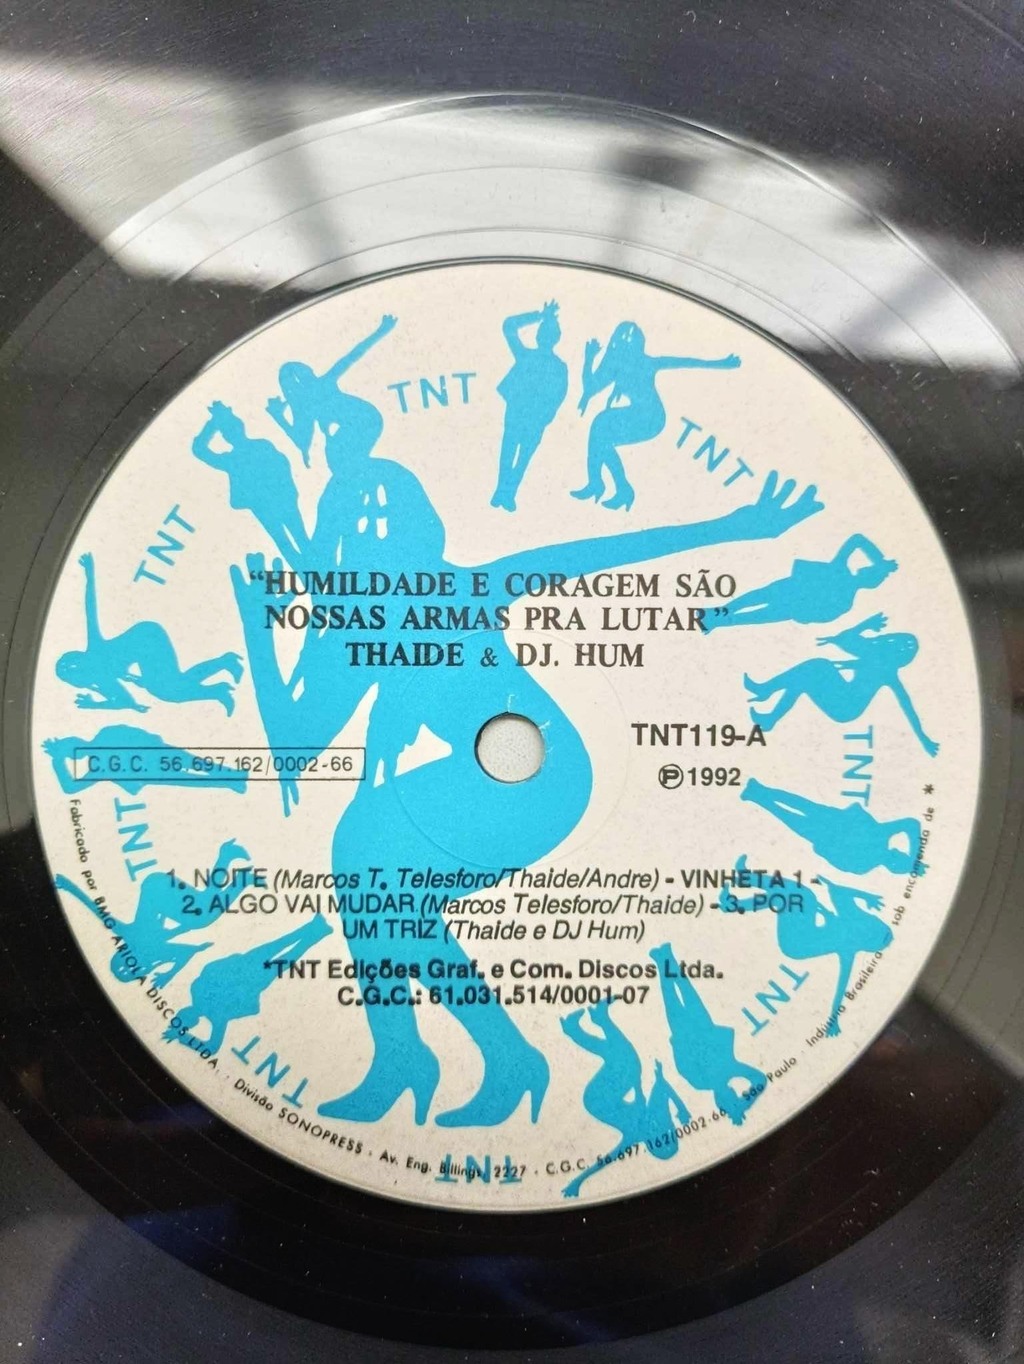 TNT
TNT
TNT
"HUMILDADE E CORAGEM SÃO
NOSSAS ARMAS PRA LUTAR"
THAIDE & DJ. HUM
TNT119-A
C.G.C. 56.697.162/0002-66
℗1992
TNT
TNT
1. NOITE (Marcos T. Telesforo/Thaide/Andre) - VINHETA 1 -
2. ALGO VAI MUDAR (Marcos Telesforo/Thaide) - 3. POR
UM TRIZ (Thaide e DJ Hum)
*TNT Edições Graf. e Com. Discos Ltda.
C.G.C.: 61.031.514/0001-07
TNT
TNT
TNT
Fabricado por BMG ARIOLA DISCOS LTDA. . Divisão SONOPRESS . Av. Eng. Billings, 2227 . C.G.C. 56.697.162/0002-66 . São Paulo . Indústria Brasileira - sob encomenda de *